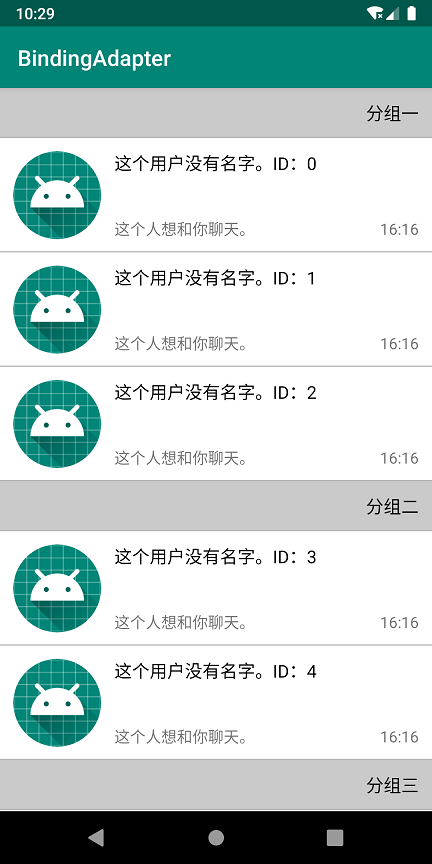 10:29
BindingAdapter
分组一
这个用户没有名字。ID：0
这个人想和你聊天。 16:16
这个用户没有名字。ID：1
这个人想和你聊天。 16:16
这个用户没有名字。ID：2
这个人想和你聊天。 16:16
分组二
这个用户没有名字。ID：3
这个人想和你聊天。 16:16
这个用户没有名字。ID：4
这个人想和你聊天。 16:16
分组三